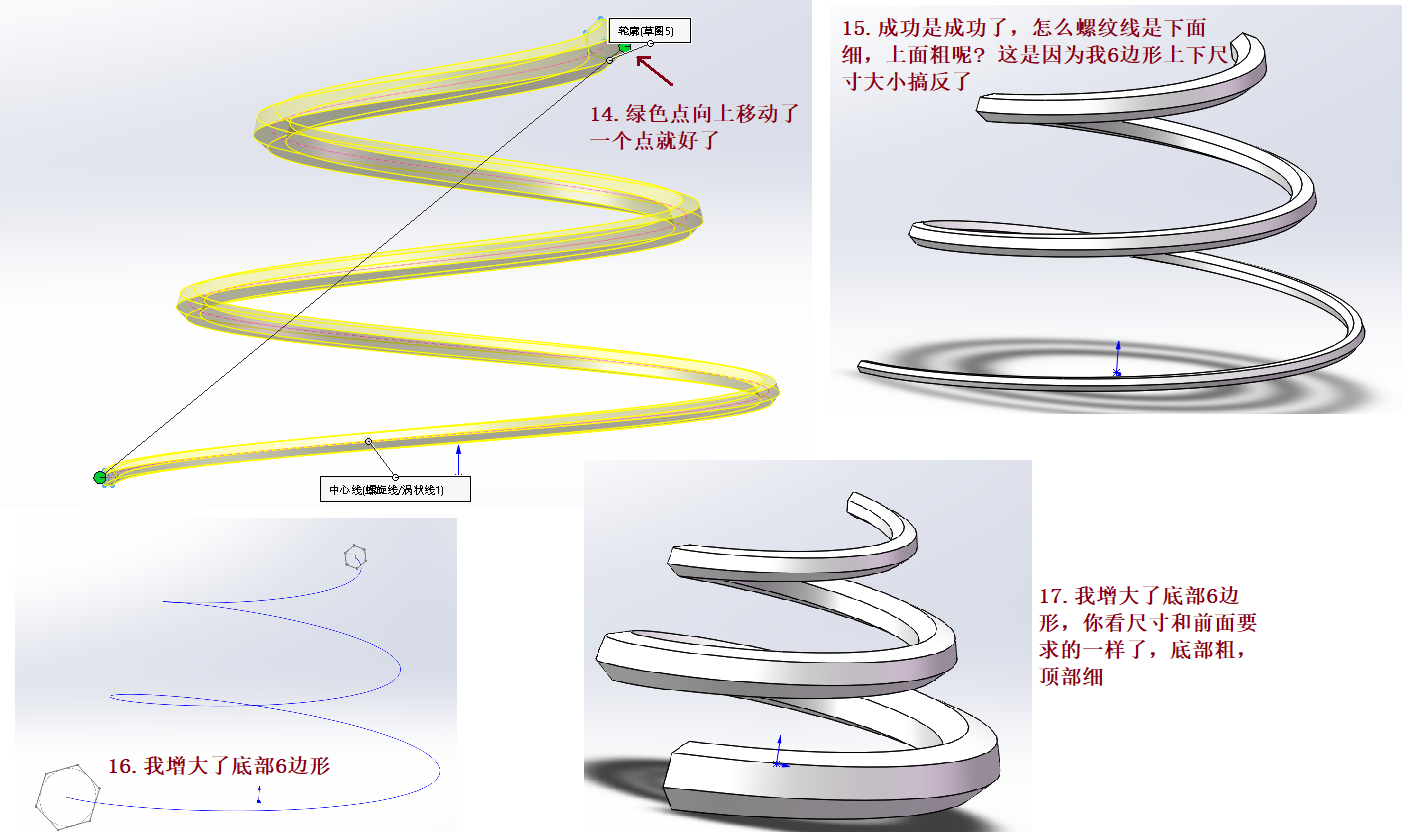 轮廓(草图5)
14.绿色点向上移动了
一个点就好了
中心线(螺旋线/涡状线1)
15.成功是成功了，怎么螺纹线是下面
细，上面粗呢？这是因为我6边形上下尺
寸大小搞反了
16.我增大了底部6边形
17.我增大了底部6边
形，你看尺寸和前面要
求的一样了，底部粗，
顶部细